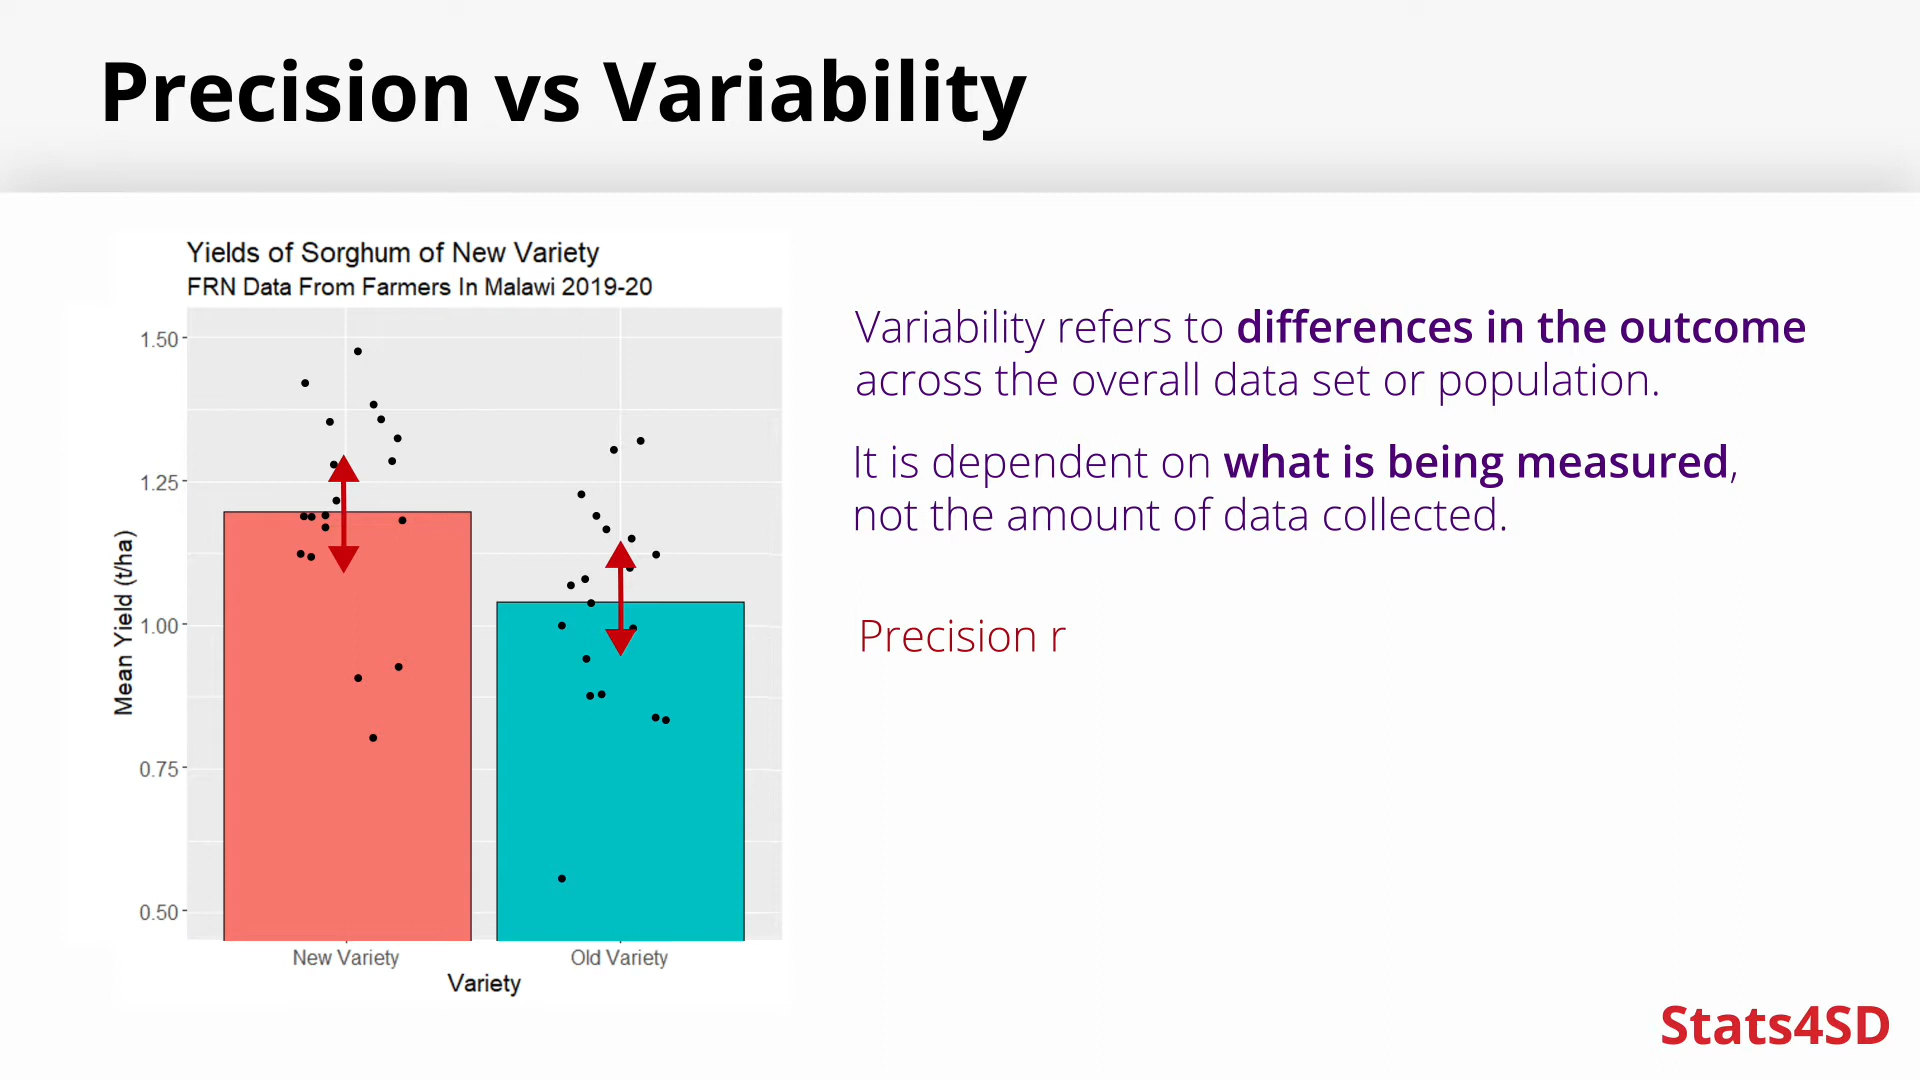 Precision vs Variability
Yields of Sorghum of New Variety
FRN Data From Farmers In Malawi 2019-20
1.50
1.25
1.00
0.75
0.50
Mean Yield (t/ha)
New Variety
Old Variety
Variety
Variability refers to differences in the outcome
across the overall data set or population.
It is dependent on what is being measured,
not the amount of data collected.
Precision r
Stats4SD